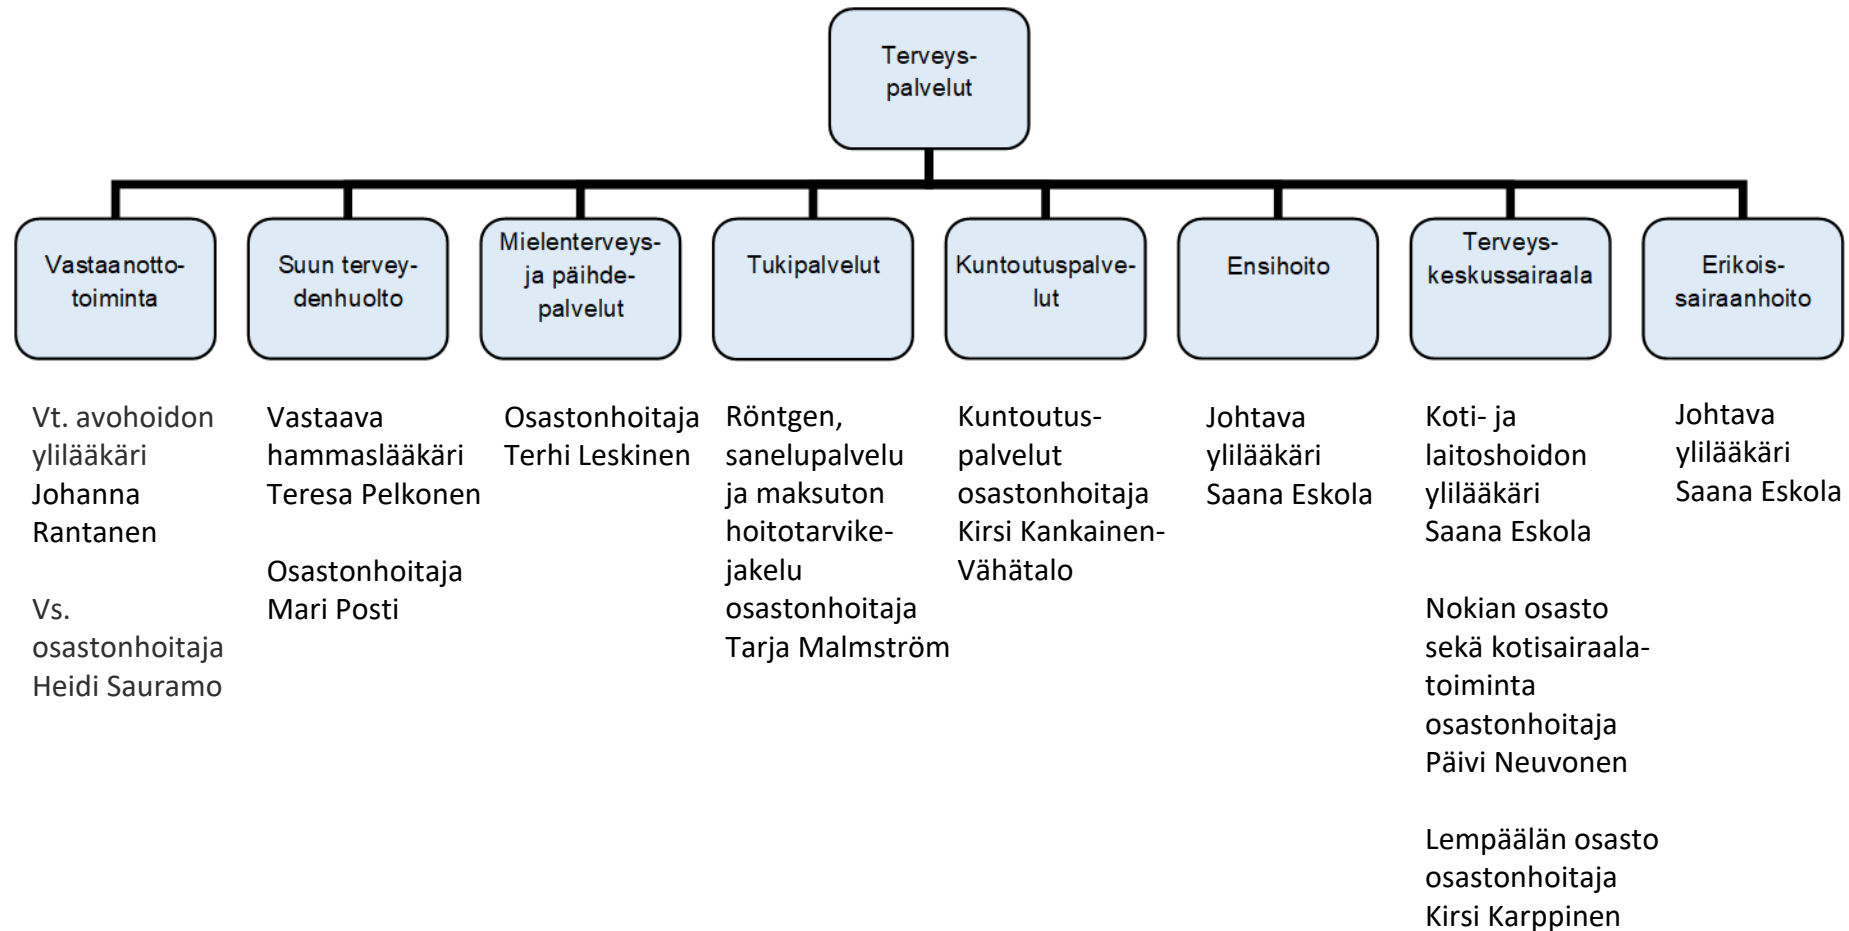 Terveys-
palvelut
Vastaanotto-
toiminta
Suun tervey-
denhuolto
Mielenterveys-
ja päihde-
palvelut
Tukipalvelut
Kuntoutuspalve-
lut
Ensihoito
Terveys-
keskussairaala
Erikois-
sairaanhoito
Vt. avohoidon
ylilääkäri
Johanna
Rantanen
Vs.
osastonhoitaja
Heidi Sauramo
Vastaava
hammaslääkäri
Teresa Pelkonen
Osastonhoitaja
Mari Posti
Osastonhoitaja
Terhi Leskinen
Röntgen,
sanelupalvelu
ja maksuton
hoitotarvike-
jakelu
osastonhoitaja
Tarja Malmström
Kuntoutus-
palvelut
osastonhoitaja
Kirsi Kankainen-
Vähätalo
Johtava
ylilääkäri
Saana Eskola
Koti- ja
laitoshoidon
ylilääkäri
Saana Eskola
Nokian osasto
sekä kotisairaala-
toiminta
osastonhoitaja
Päivi Neuvonen
Lempäälän osasto
osastonhoitaja
Kirsi Karppinen
Johtava
ylilääkäri
Saana Eskola